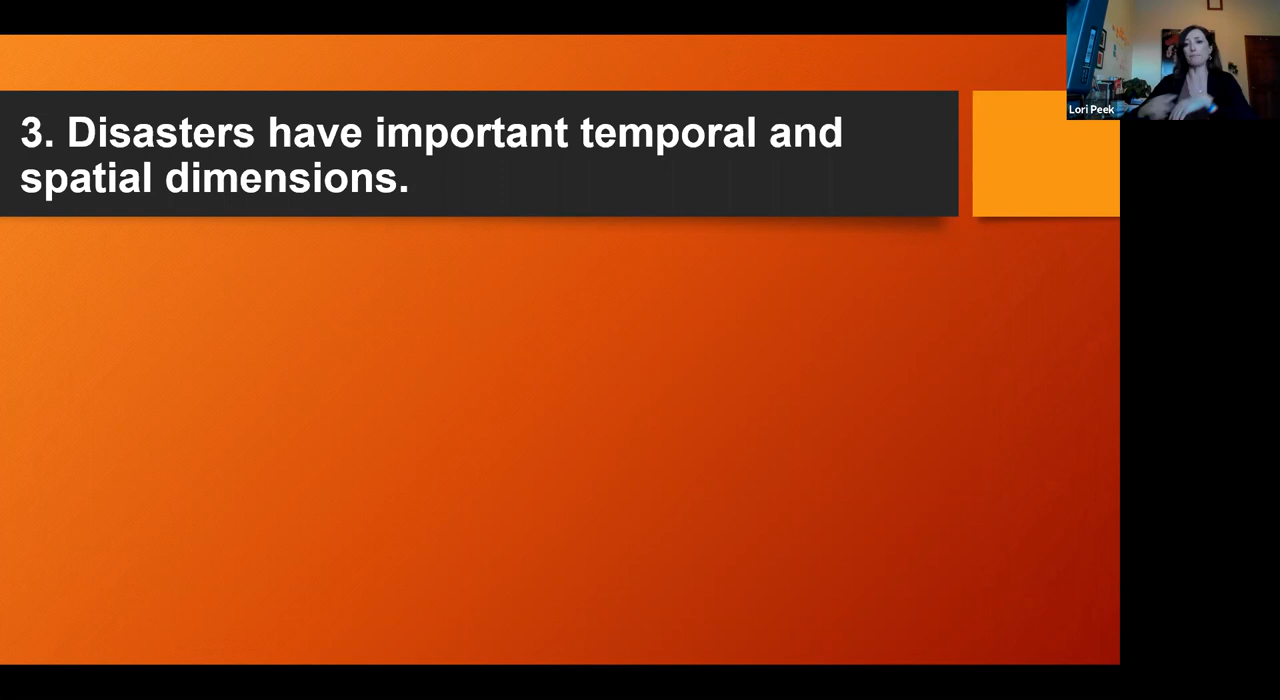 3. Disasters have important temporal and
spatial dimensions.
Lori Peek